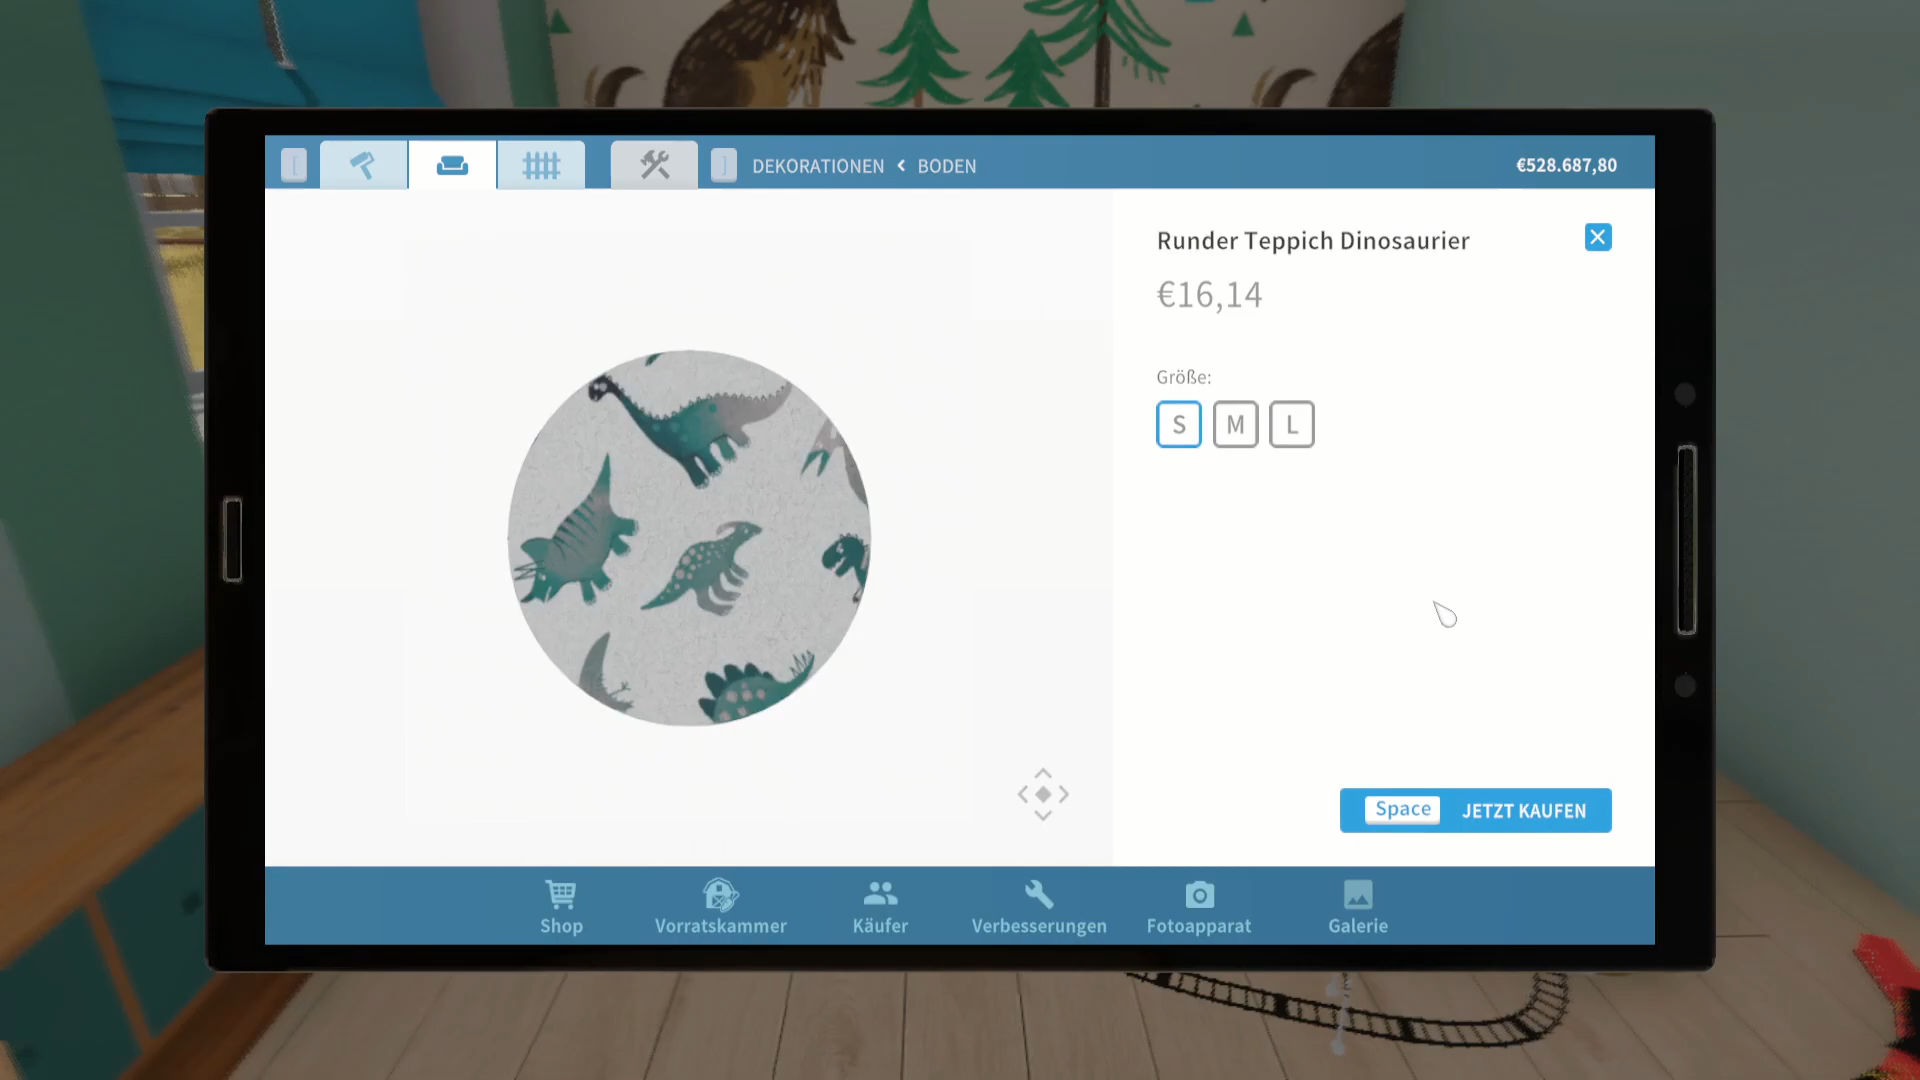 [ ] DEKORATIONEN < BODEN €528.687,80
Runder Teppich Dinosaurier
€16,14
Größe:
S M L
Space JETZT KAUFEN
Shop Vorratskammer Käufer Verbesserungen Fotoapparat Galerie